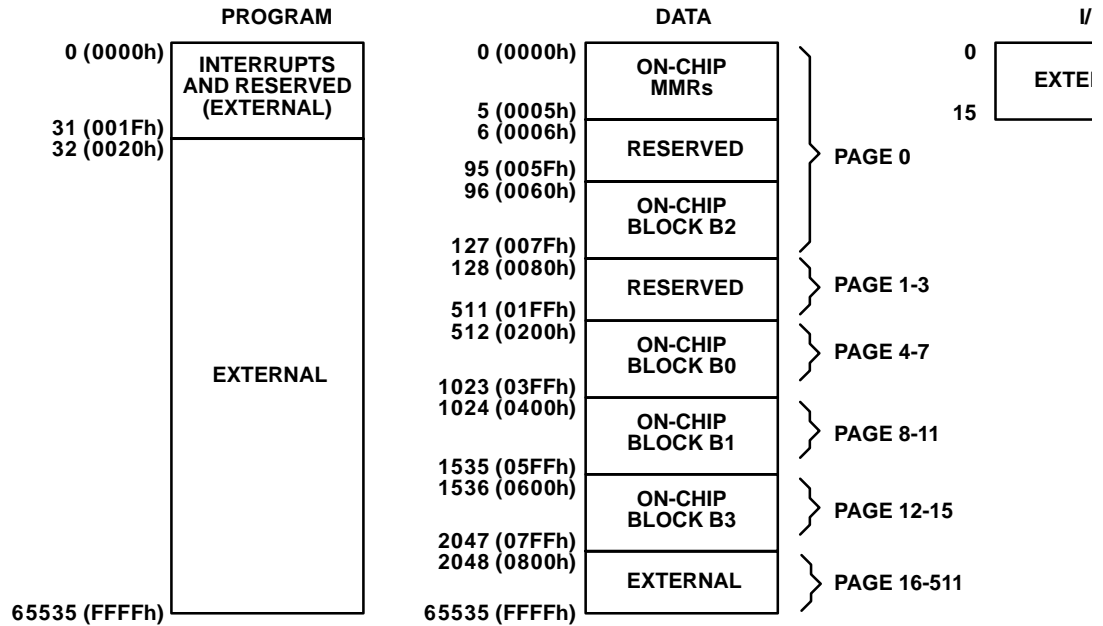 PROGRAM
0 (0000h)
INTERRUPTS
AND RESERVED
(EXTERNAL)
31 (001Fh)
32 (0020h)
EXTERNAL
65535 (FFFFh)
DATA
0 (0000h)
ON-CHIP
MMRs
5 (0005h)
6 (0006h)
RESERVED
95 (005Fh)
96 (0060h)
ON-CHIP
BLOCK B2
127 (007Fh)
PAGE 0
128 (0080h)
RESERVED
PAGE 1-3
511 (01FFh)
512 (0200h)
ON-CHIP
BLOCK B0
PAGE 4-7
1023 (03FFh)
1024 (0400h)
ON-CHIP
BLOCK B1
PAGE 8-11
1535 (05FFh)
1536 (0600h)
ON-CHIP
BLOCK B3
PAGE 12-15
2047 (07FFh)
2048 (0800h)
EXTERNAL
PAGE 16-511
65535 (FFFFh)
I/
0
15